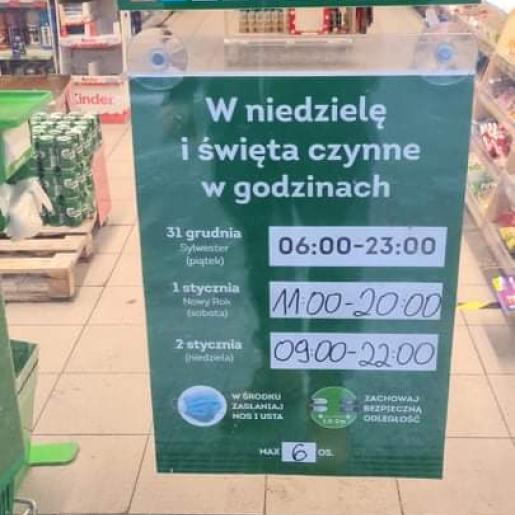 Kinder
W niedzielę
i święta czynne
w godzinach
31 grudnia
Sylwester
(piątek)
06:00-23:00
1 stycznia
Nowy Rok
(sobota)
11:00-20:00
2 stycznia
(niedziela)
09:00-22:00
W ŚRODKU
ZASŁANIAJ
NOS I USTA
ZACHOWAJ
BEZPIECZNĄ
ODLEGŁOŚĆ
MAX 6 OS.